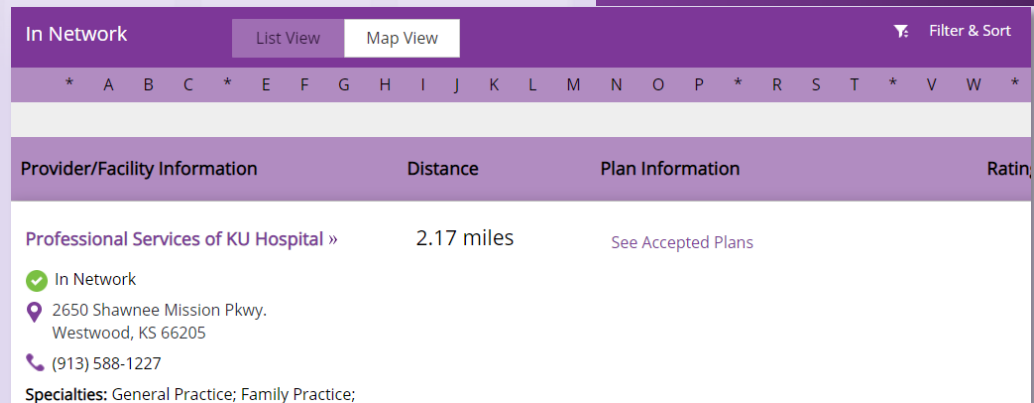 In Network List View Map View Filter & Sort
* A B C * E F G H I J K L M N O P * R S T * V W *
Provider/Facility Information Distance Plan Information
Professional Services of KU Hospital » 2.17 miles See Accepted Plans
In Network
2650 Shawnee Mission Pkwy.
Westwood, KS 66205
(913) 588-1227
Specialties: General Practice; Family Practice;